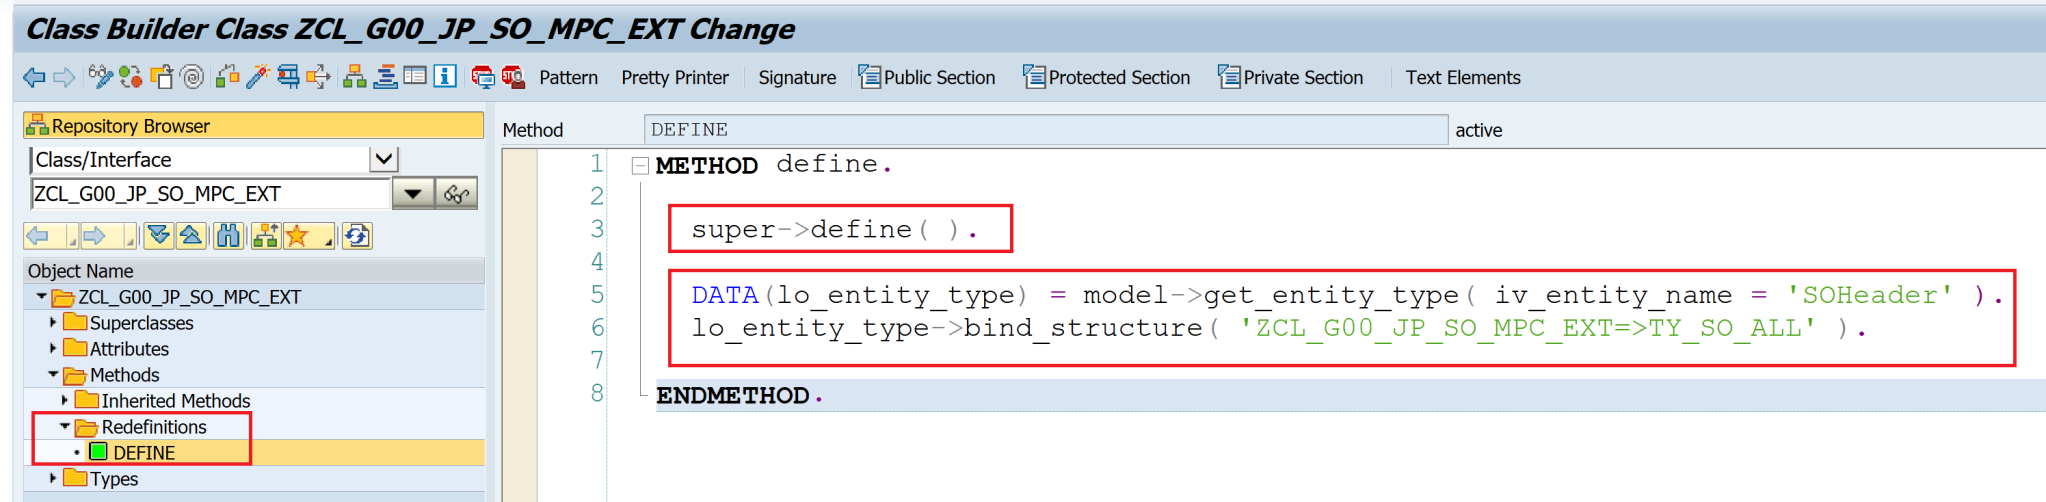 Class Builder Class ZCL_G00_JP_SO_MPC_EXT Change
Pattern Pretty Printer Signature Public Section Protected Section Private Section Text Elements
Repository Browser
Class/Interface
ZCL_G00_JP_SO_MPC_EXT
Object Name
ZCL_G00_JP_SO_MPC_EXT
Superclasses
Attributes
Methods
Inherited Methods
Redefinitions
DEFINE
Types
Method DEFINE active
1 METHOD define.
2
3 super->define( ).
4
5 DATA(lo_entity_type) = model->get_entity_type( iv_entity_name = 'SOHeader' ).
6 lo_entity_type->bind_structure( 'ZCL_G00_JP_SO_MPC_EXT=>TY_SO_ALL' ).
7
8 ENDMETHOD.